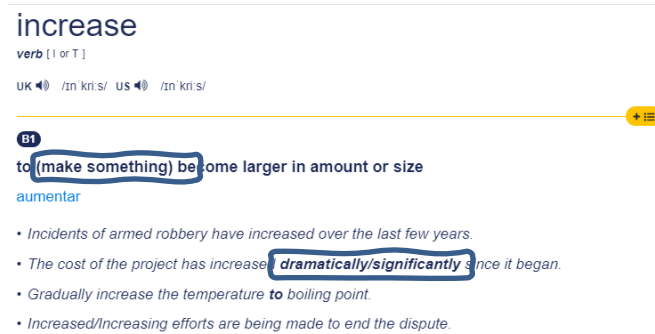 increase
verb [ I or T ]
UK /ɪnˈkriːs/ US /ɪnˈkriːs/
B1
to (make something) become larger in amount or size
aumentar
• Incidents of armed robbery have increased over the last few years.
• The cost of the project has increased dramatically/significantly since it began.
• Gradually increase the temperature to boiling point.
• Increased/Increasing efforts are being made to end the dispute.